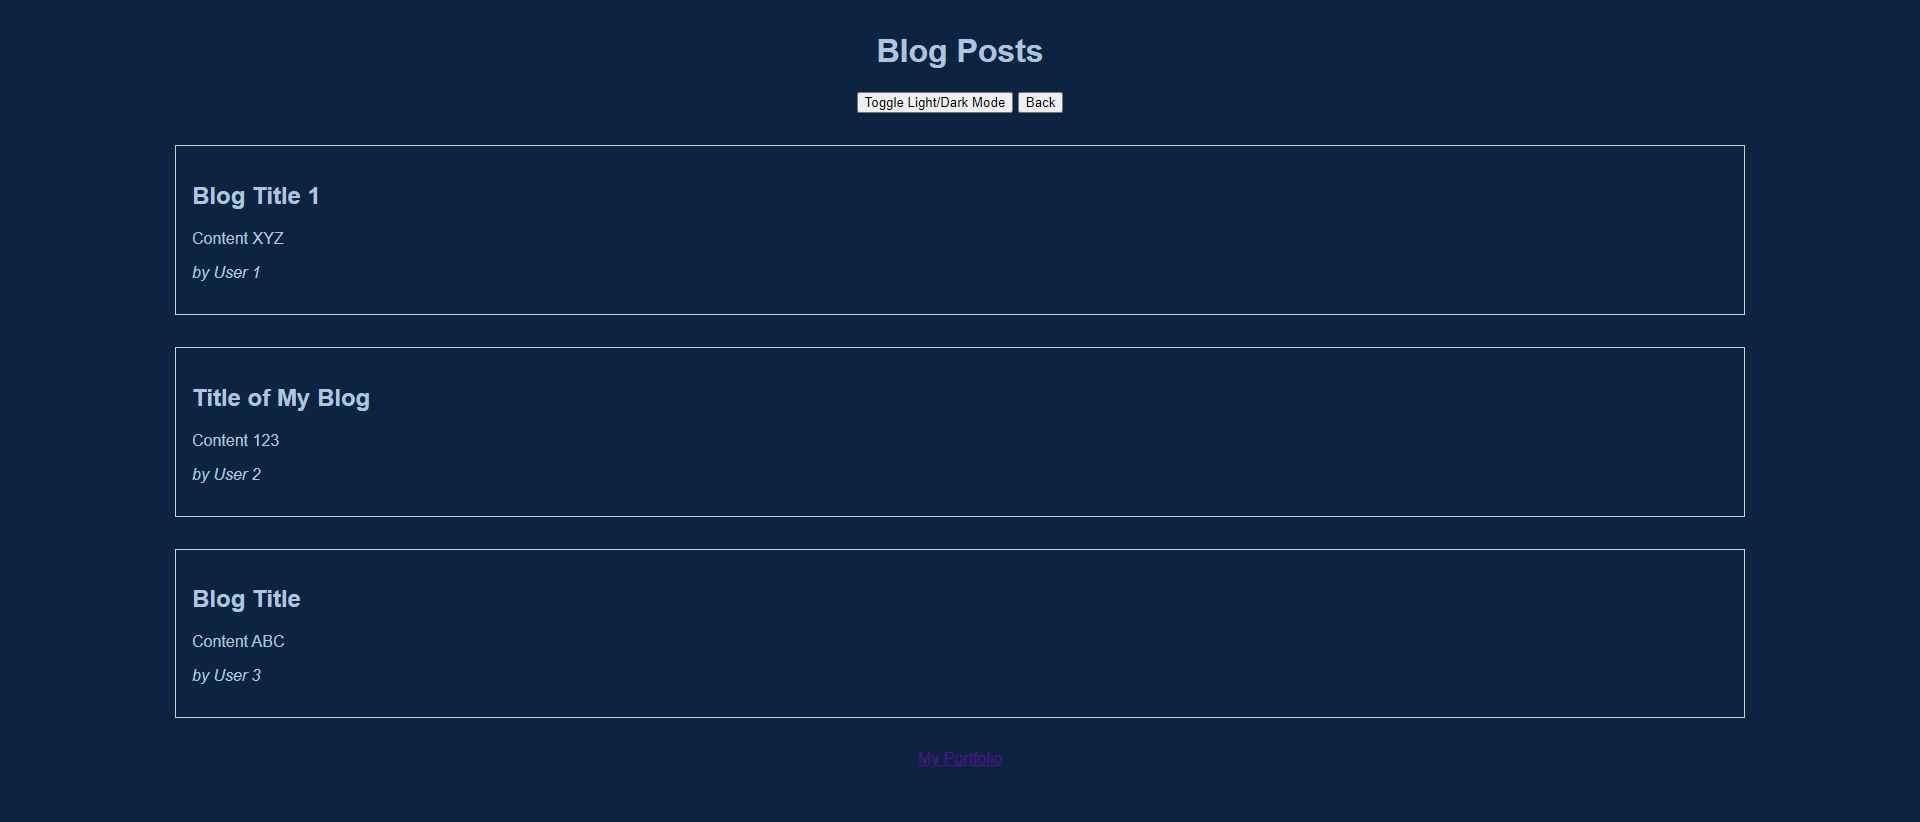 Blog Posts
Toggle Light/Dark Mode Back
Blog Title 1
Content XYZ
by User 1
Title of My Blog
Content 123
by User 2
Blog Title
Content ABC
by User 3
My Portfolio